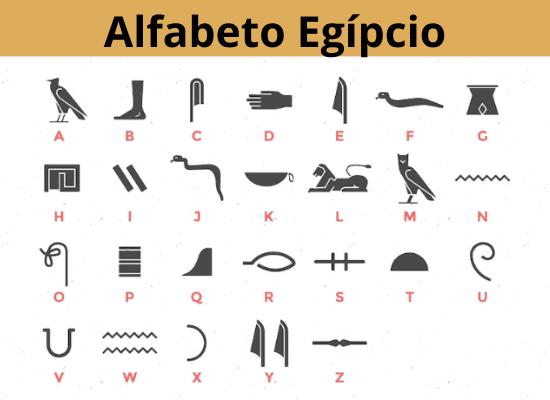 Alfabeto Egípcio
A B C D E F G
H I J K L M N
O P Q R S T U
V W X Y Z